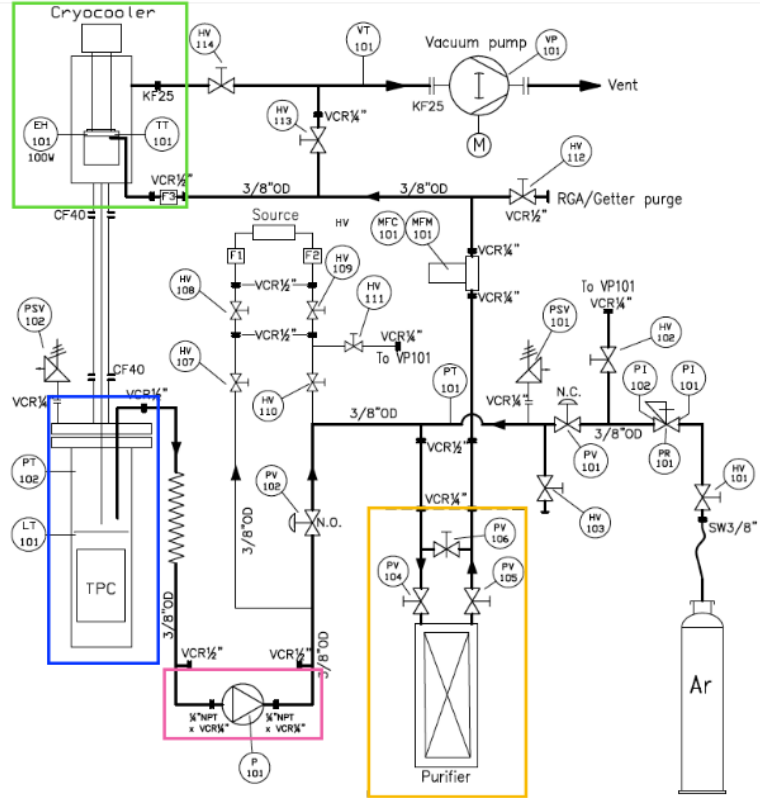 Cryocooler
HV
114
VT
101
Vacuum pump
VP
101
KF25
KF25
Vent
M
EH
101
100W
TT
101
HV
113
VCR¼"
HV
112
VCR½"
F3
3/8"OD
3/8"OD
VCR½"
RGA/Getter purge
CF40
Source
HV
MFC
101
MFM
101
VCR¼"
F1
F2
HV
109
HV
108
VCR½"
HV
111
VCR¼"
To VP101
VCR¼"
PSV
102
PSV
101
HV
102
VCR½"
VCR¼"
To VP101
HV
107
HV
110
PT
101
N.C.
PI
102
PI
101
CF40
VCR½"
VCR¼
VCR¼"
3/8"OD
3/8"OD
PV
101
PR
101
VCR½"
HV
101
PT
102
PV
102
N.O.
VCR¼"
HV
103
SW3/8"
LT
101
3/8"OD
PV
106
PV
104
PV
105
TPC
3/8"OD
VCR½"
VCR½"
3/8"OD
Ar
¼"NPT
x VCR¼"
¼"NPT
x VCR¼"
P
101
Purifier